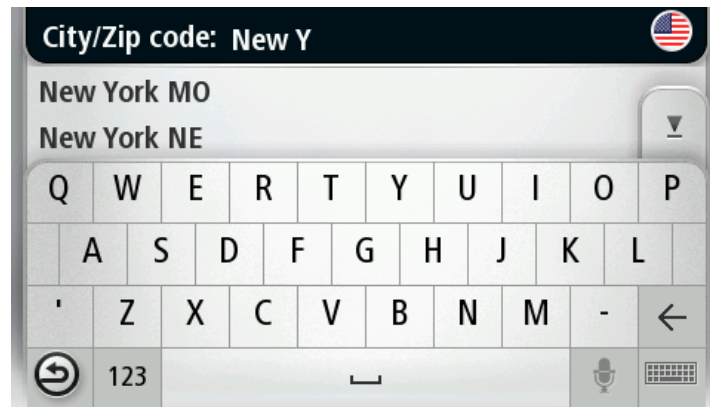 City/Zip code: New Y
New York MO
New York NE
Q W E R T Y U I O P
A S D F G H J K L
' Z X C V B N M -
123